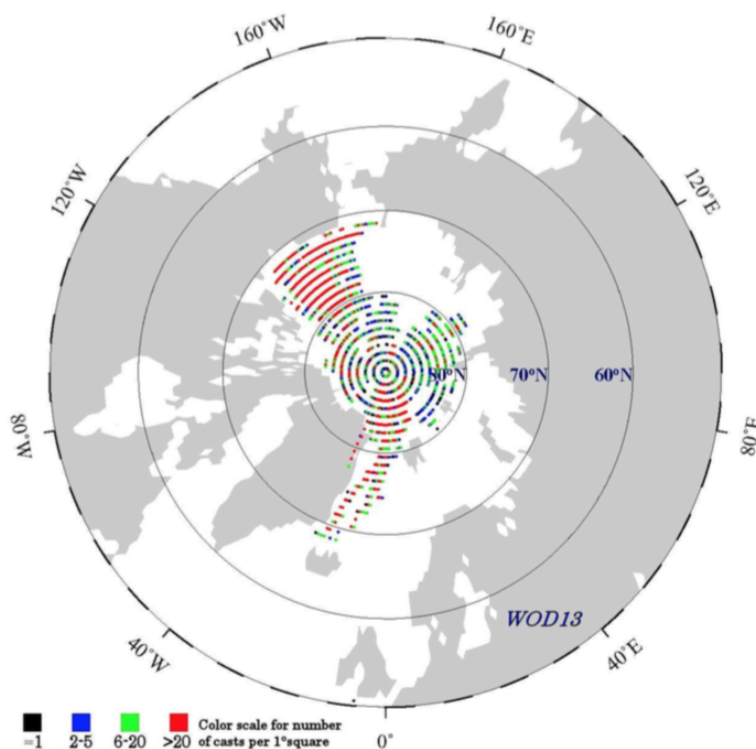 160°W
160°E
120°W
120°E
80°N 70°N 60°N
80°W
80°E
WOD13
40°W
40°E
=1 2-5 6-20 >20 Color scale for number
of casts per 1°square
0°